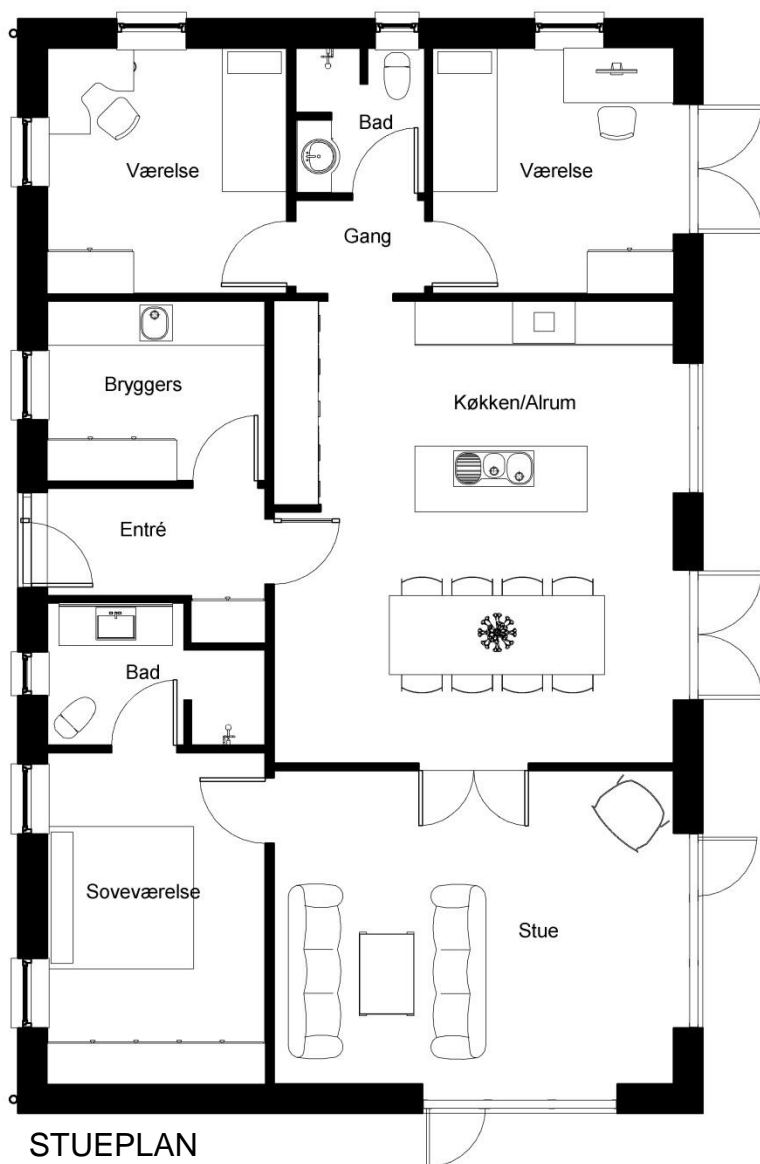 Bad
Værelse
Værelse
Gang
Bryggers
Køkken/Alrum
Entré
Bad
Soveværelse
Stue
STUEPLAN